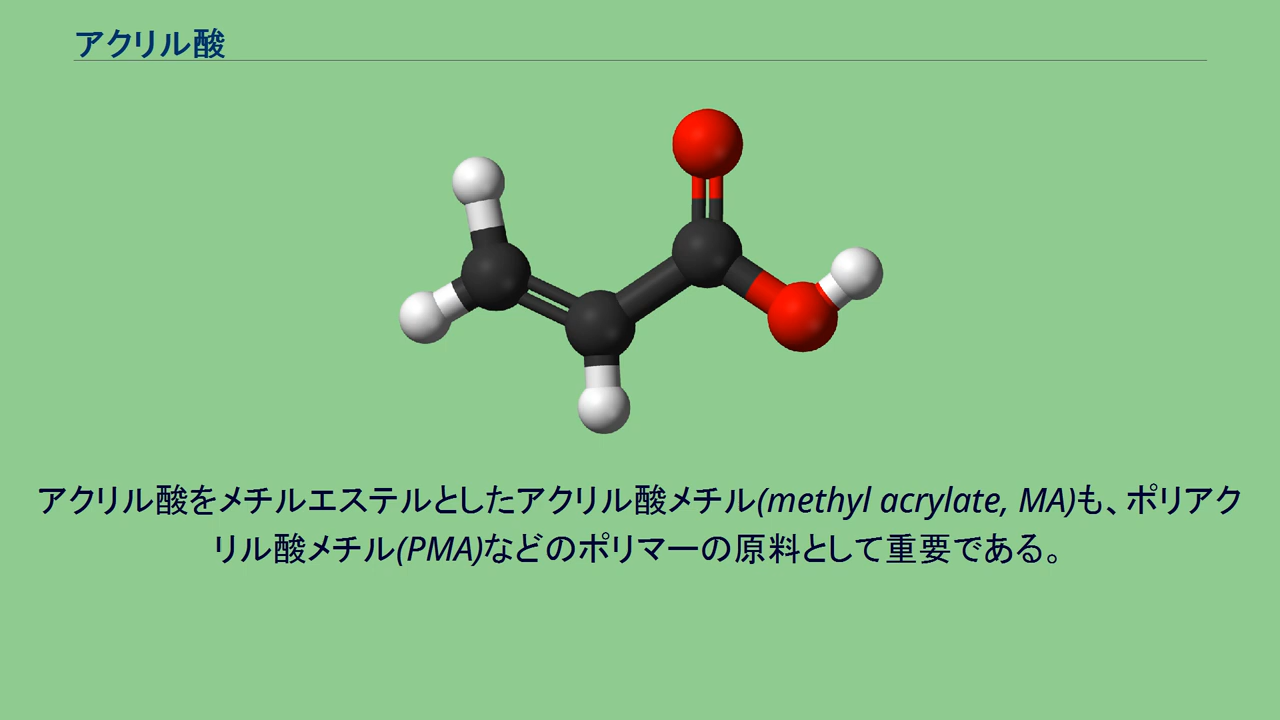 アクリル酸
アクリル酸をメチルエステルとしたアクリル酸メチル(methyl acrylate, MA)も、ポリアク
リル酸メチル(PMA)などのポリマーの原料として重要である。